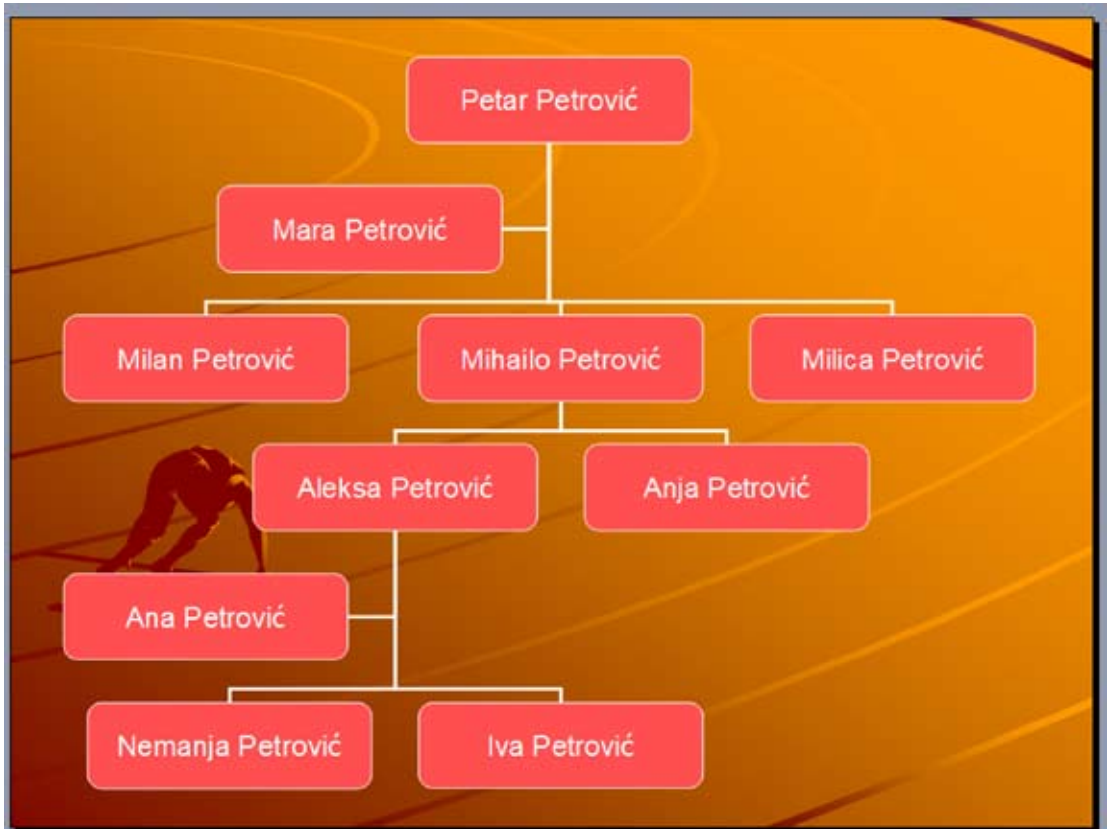 Petar Petrović
Mara Petrović
Milan Petrović
Mihailo Petrović
Milica Petrović
Aleksa Petrović
Anja Petrović
Ana Petrović
Nemanja Petrović
Iva Petrović